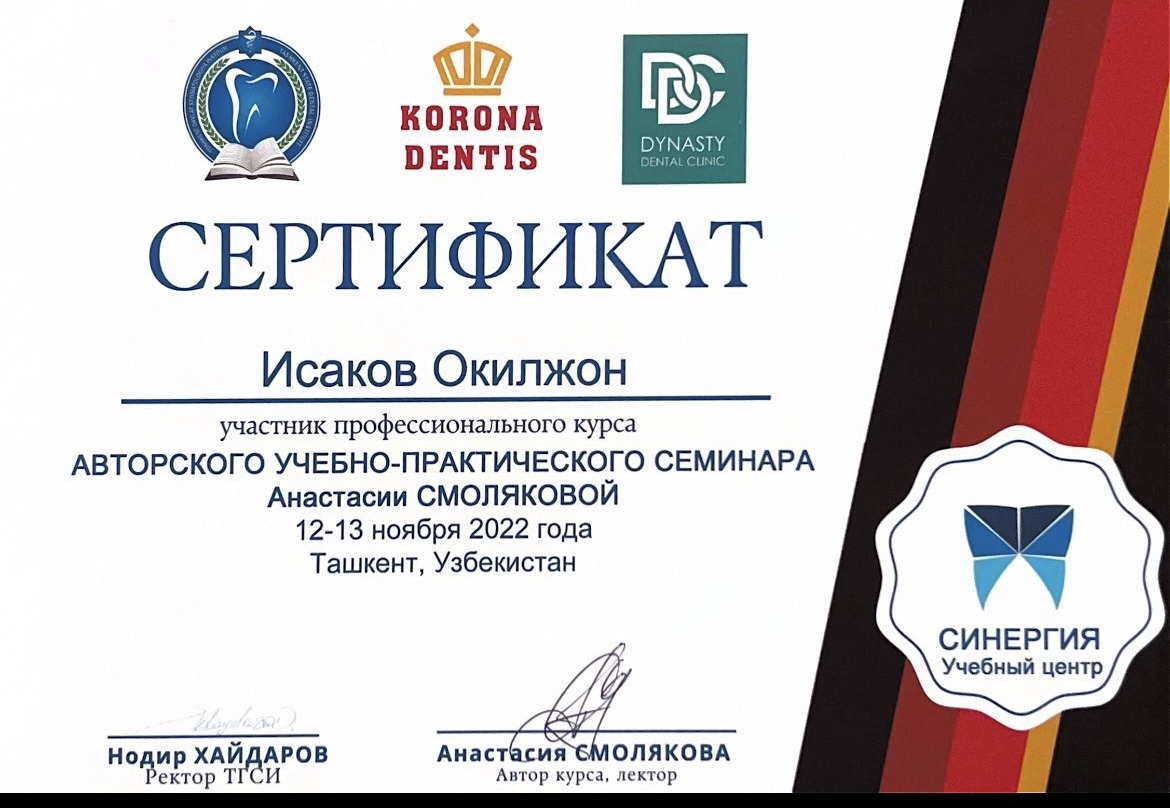 KORONA
DENTIS
DDC
DYNASTY
DENTAL CLINIC
СЕРТИФИКАТ
Исаков Окилжон
участник профессионального курса
АВТОРСКОГО УЧЕБНО-ПРАКТИЧЕСКОГО СЕМИНАРА
Анастасии СМОЛЯКОВОЙ
12-13 ноября 2022 года
Ташкент, Узбекистан
СИНЕРГИЯ
Учебный центр
Нодир ХАЙДАРОВ
Ректор ТГСИ
Анастасия СМОЛЯКОВА
Автор курса, лектор